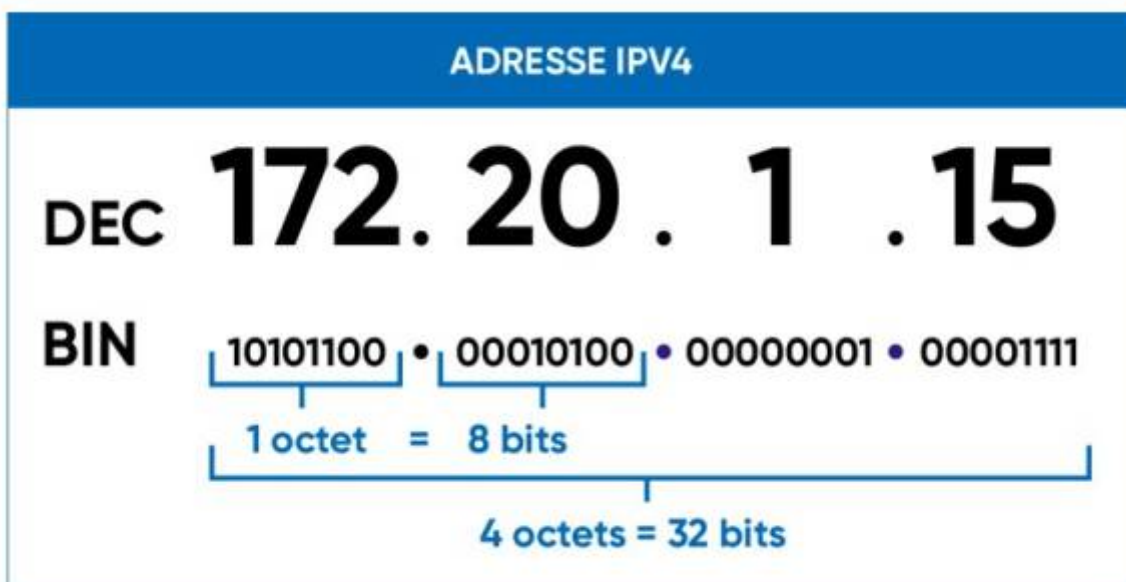 ADRESSE IPV4
DEC 172. 20 . 1 . 15
BIN 10101100 • 00010100 • 00000001 • 00001111
1 octet = 8 bits
4 octets = 32 bits